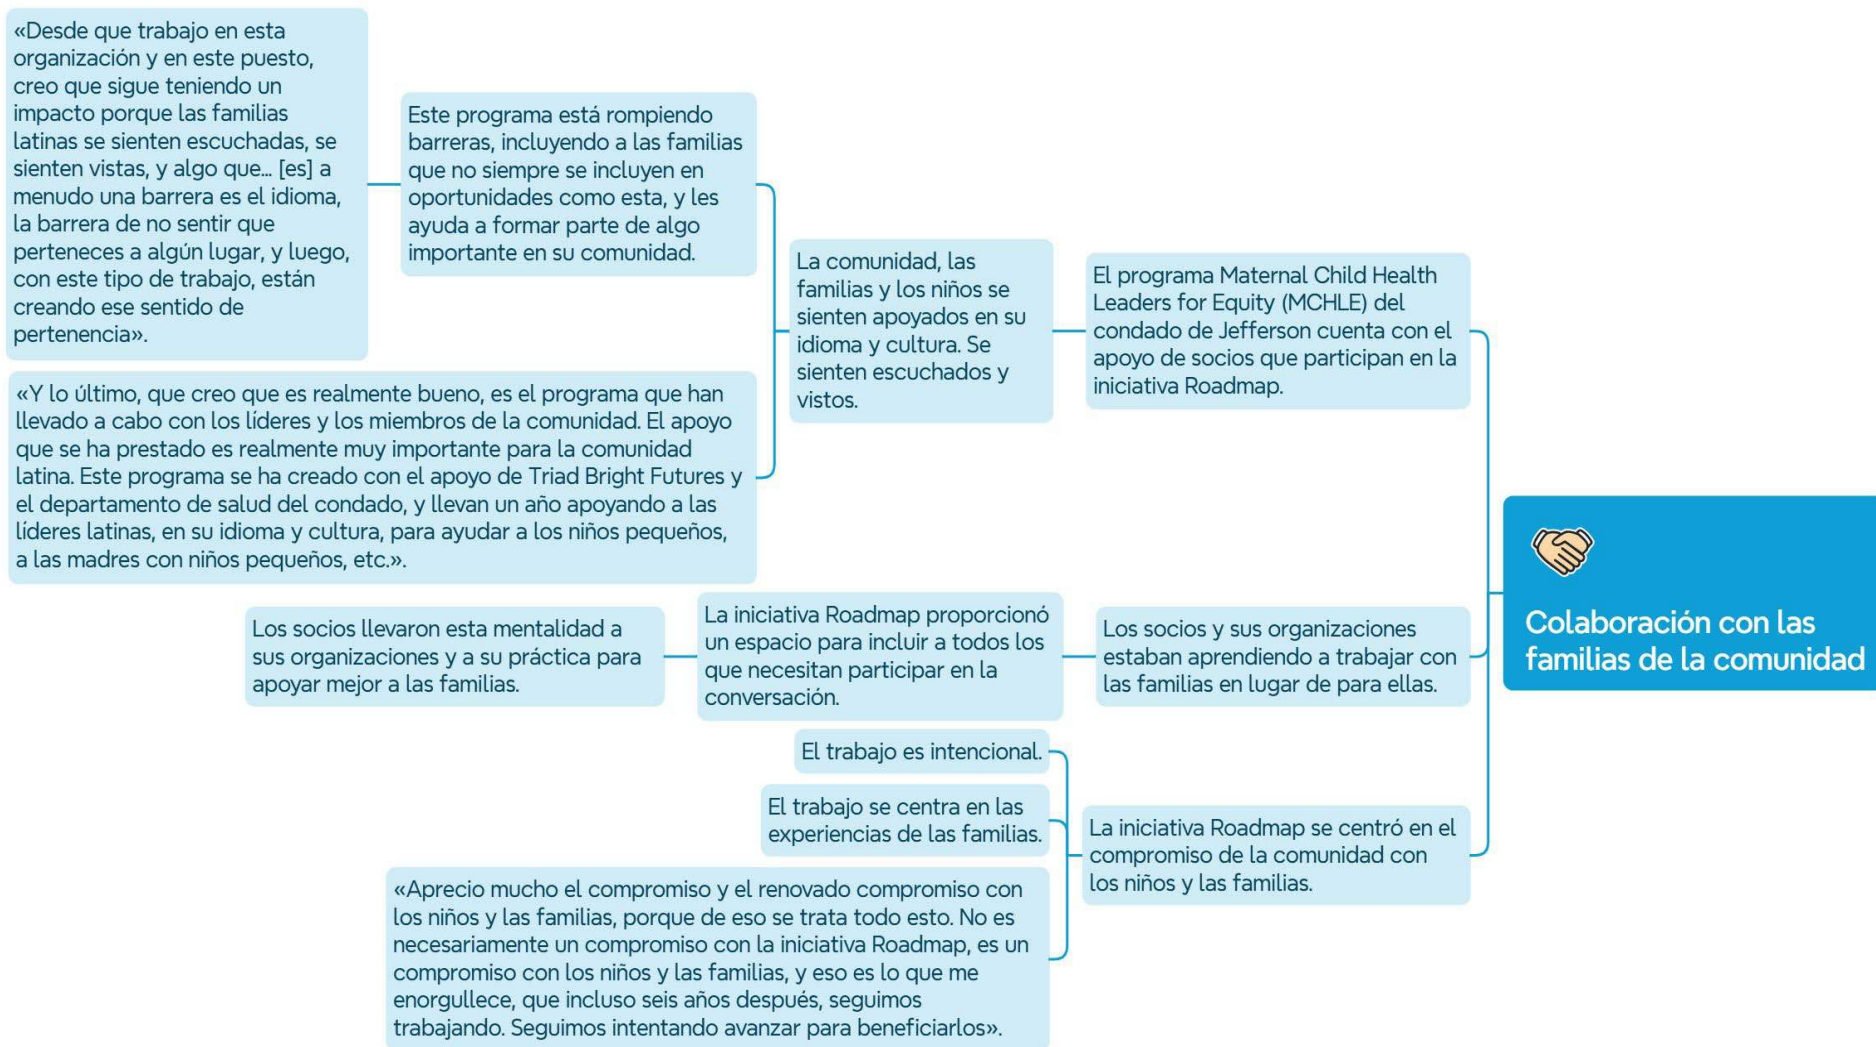 «Desde que trabajo en esta
organización y en este puesto,
creo que sigue teniendo un
impacto porque las familias
latinas se sienten escuchadas, se
sienten vistas, y algo que... [es] a
menudo una barrera es el idioma,
la barrera de no sentir que
perteneces a algún lugar, y luego,
con este tipo de trabajo, están
creando ese sentido de
pertenencia».
Este programa está rompiendo
barreras, incluyendo a las familias
que no siempre se incluyen en
oportunidades como esta, y les
ayuda a formar parte de algo
importante en su comunidad.
«Y lo último, que creo que es realmente bueno, es el programa que han
llevado a cabo con los líderes y los miembros de la comunidad. El apoyo
que se ha prestado es realmente muy importante para la comunidad
latina. Este programa se ha creado con el apoyo de Triad Bright Futures y
el departamento de salud del condado, y llevan un año apoyando a las
líderes latinas, en su idioma y cultura, para ayudar a los niños pequeños,
a las madres con niños pequeños, etc.».
La comunidad, las
familias y los niños se
sienten apoyados en su
idioma y cultura. Se
sienten escuchados y
vistos.
El programa Maternal Child Health
Leaders for Equity (MCHLE) del
condado de Jefferson cuenta con el
apoyo de socios que participan en la
iniciativa Roadmap.
Los socios llevaron esta mentalidad a
sus organizaciones y a su práctica para
apoyar mejor a las familias.
La iniciativa Roadmap proporcionó
un espacio para incluir a todos los
que necesitan participar en la
conversación.
Los socios y sus organizaciones
estaban aprendiendo a trabajar con
las familias en lugar de para ellas.
El trabajo es intencional.
El trabajo se centra en las
experiencias de las familias.
«Aprecio mucho el compromiso y el renovado compromiso con
los niños y las familias, porque de eso se trata todo esto. No es
necesariamente un compromiso con la iniciativa Roadmap, es un
compromiso con los niños y las familias, y eso es lo que me
enorgullece, que incluso seis años después, seguimos
trabajando. Seguimos intentando avanzar para beneficiarlos».
La iniciativa Roadmap se centró en el
compromiso de la comunidad con
los niños y las familias.
Colaboración con las
familias de la comunidad